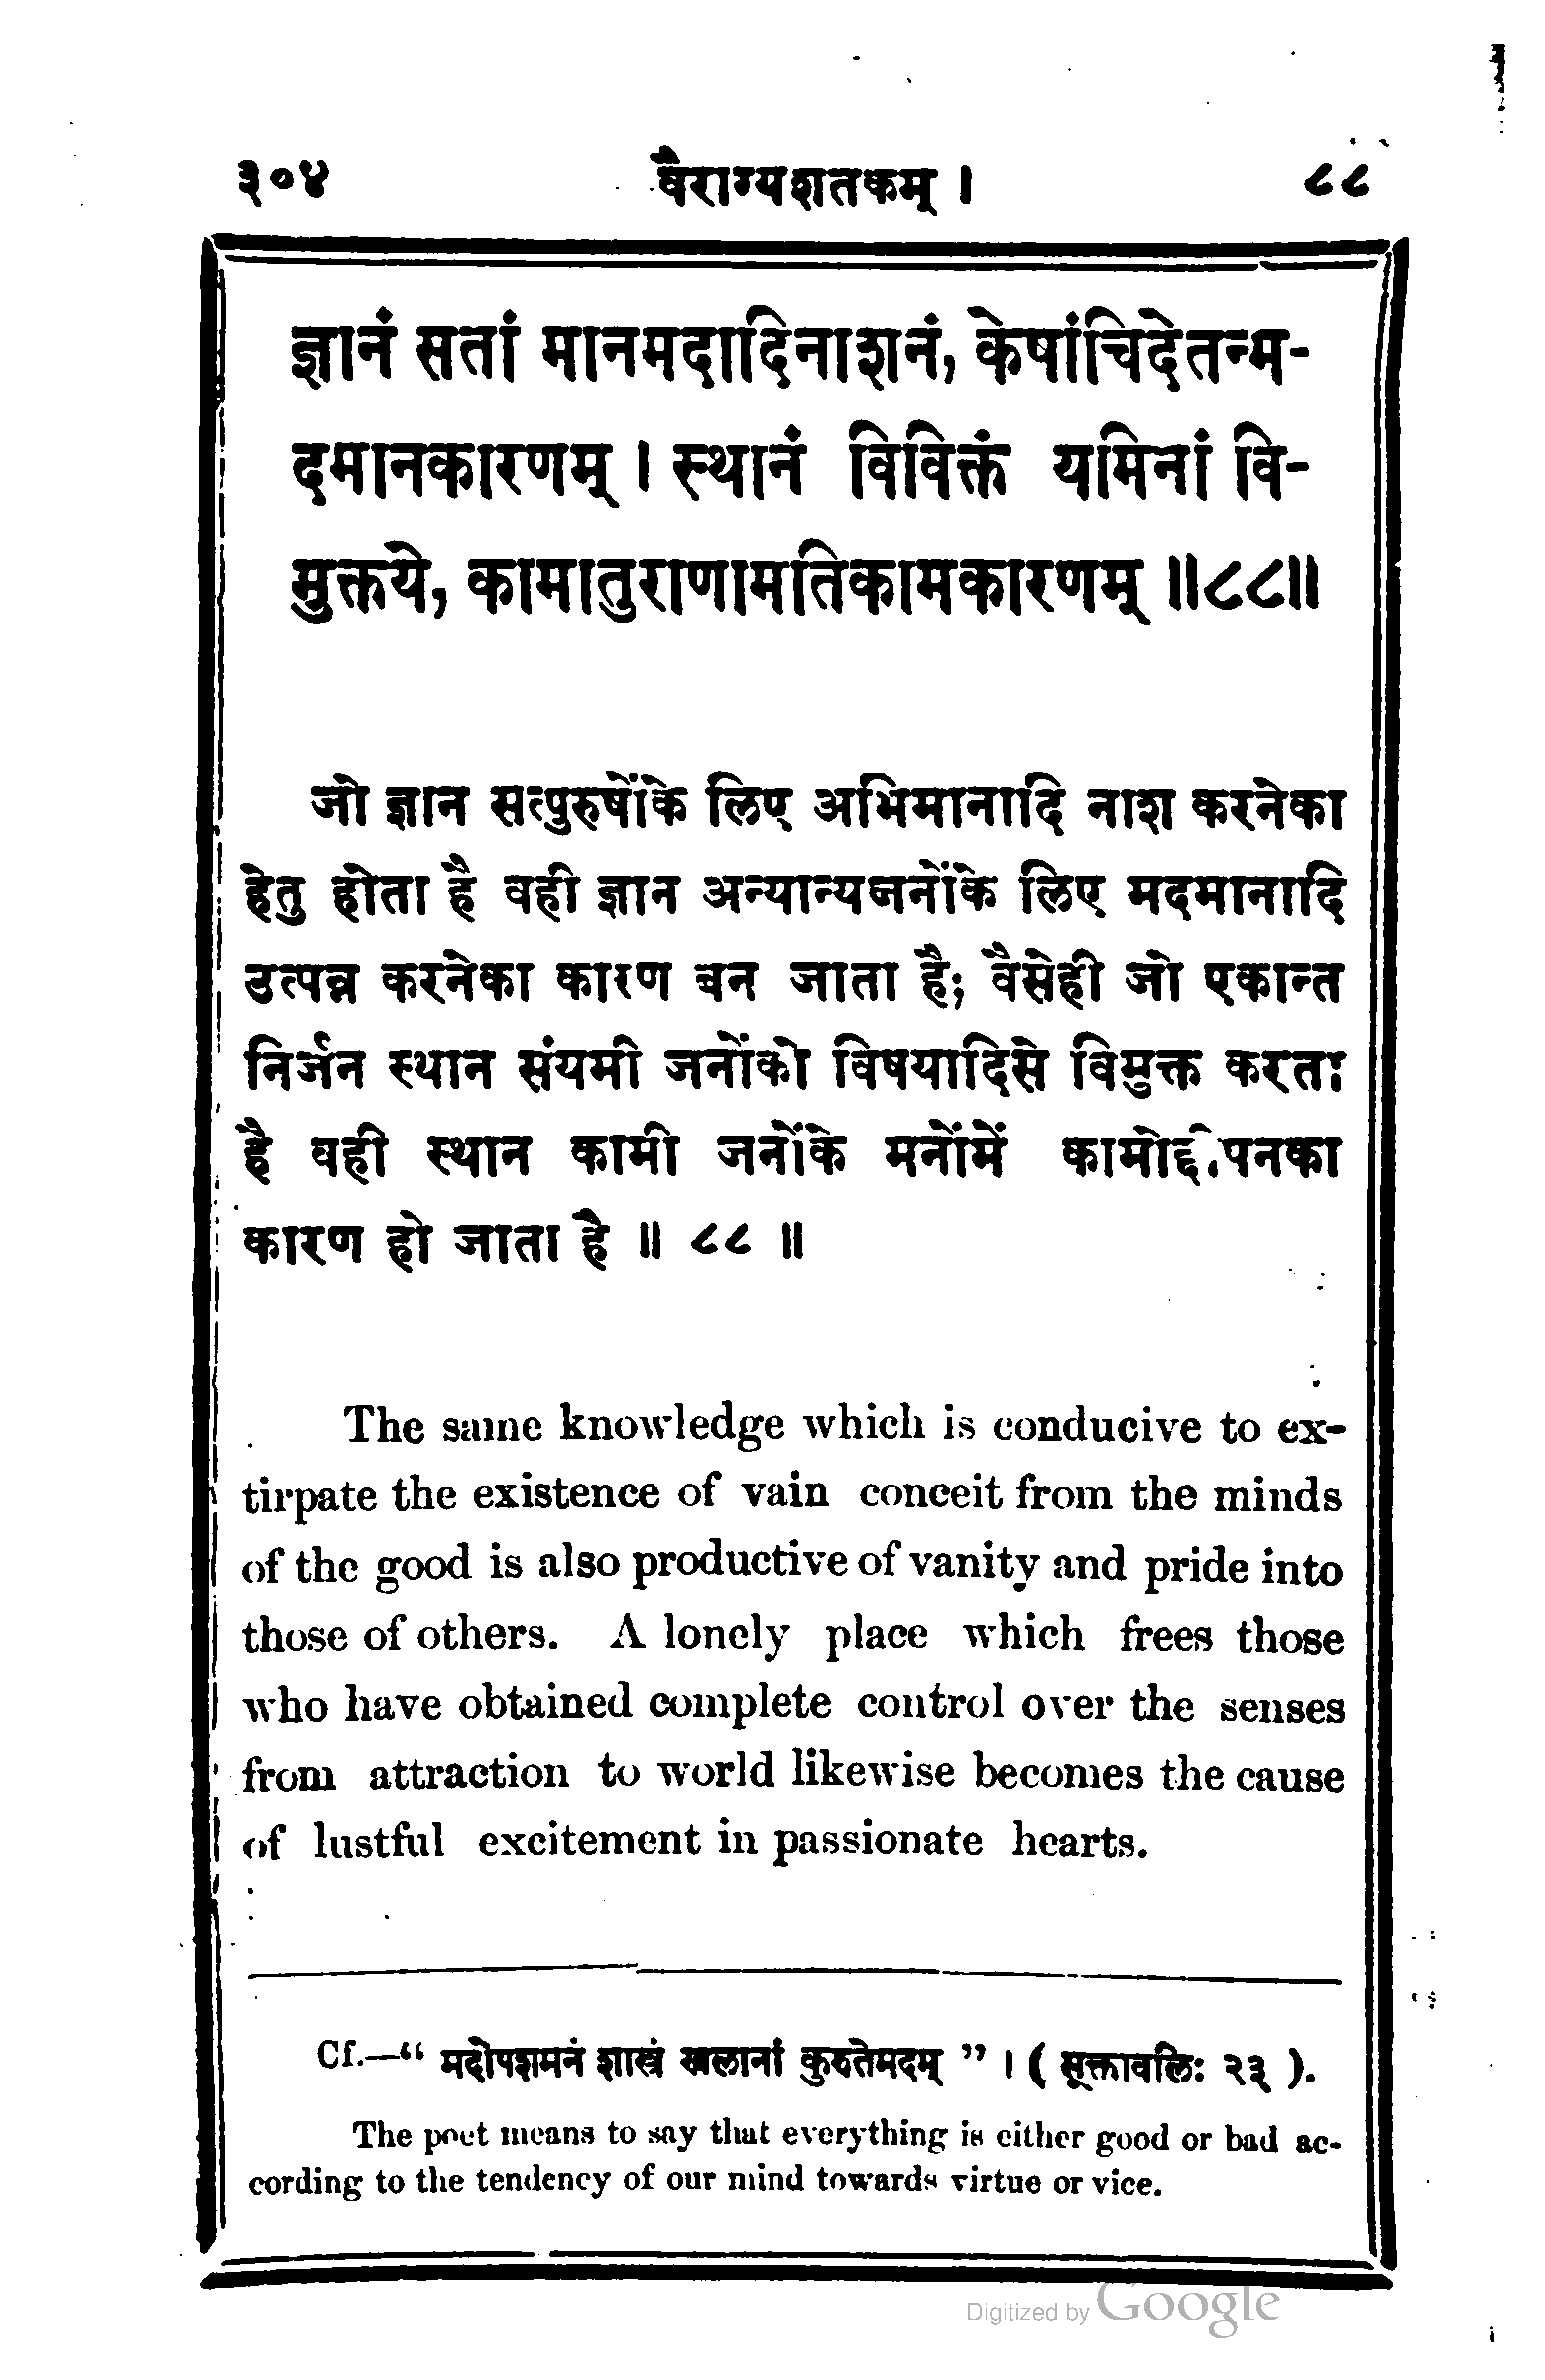 ३०४ वैराग्यशतकम् । ८८
ज्ञानं सतां मानमदादिनाशनं, केषांचिदेतन्म-
दमानकारणम् । स्थानं विविक्तं यमिनां वि-
मुक्तये, कामातुराणामतिकामकारणम् ॥८८॥
जो ज्ञान सत्पुरुषोंके लिए अभिमानादि नाश करनेका
हेतु होता है वही ज्ञान अन्यान्यजनोंके लिए मदमानादि
उत्पन्न करनेका कारण बन जाता है; वैसेही जो एकान्त
निर्जन स्थान संयमी जनोंको विषयादिसे विमुक्त करता
है वही स्थान कामी जनोंके मनोंमें कामोद्दीपनका
कारण हो जाता है ॥ ८८ ॥
The same knowledge which is conducive to ex-
tirpate the existence of vain conceit from the minds
of the good is also productive of vanity and pride into
those of others. A lonely place which frees those
who have obtained complete control over the senses
from attraction to world likewise becomes the cause
of lustful excitement in passionate hearts.
Cf.—“ मदोपशमनं शास्त्रं खलानां कुरुतेमदम् ” । ( सूक्तावलिः २३ ).
The poet means to say that everything is either good or bad ac-
cording to the tendency of our mind towards virtue or vice.
Digitized by Google